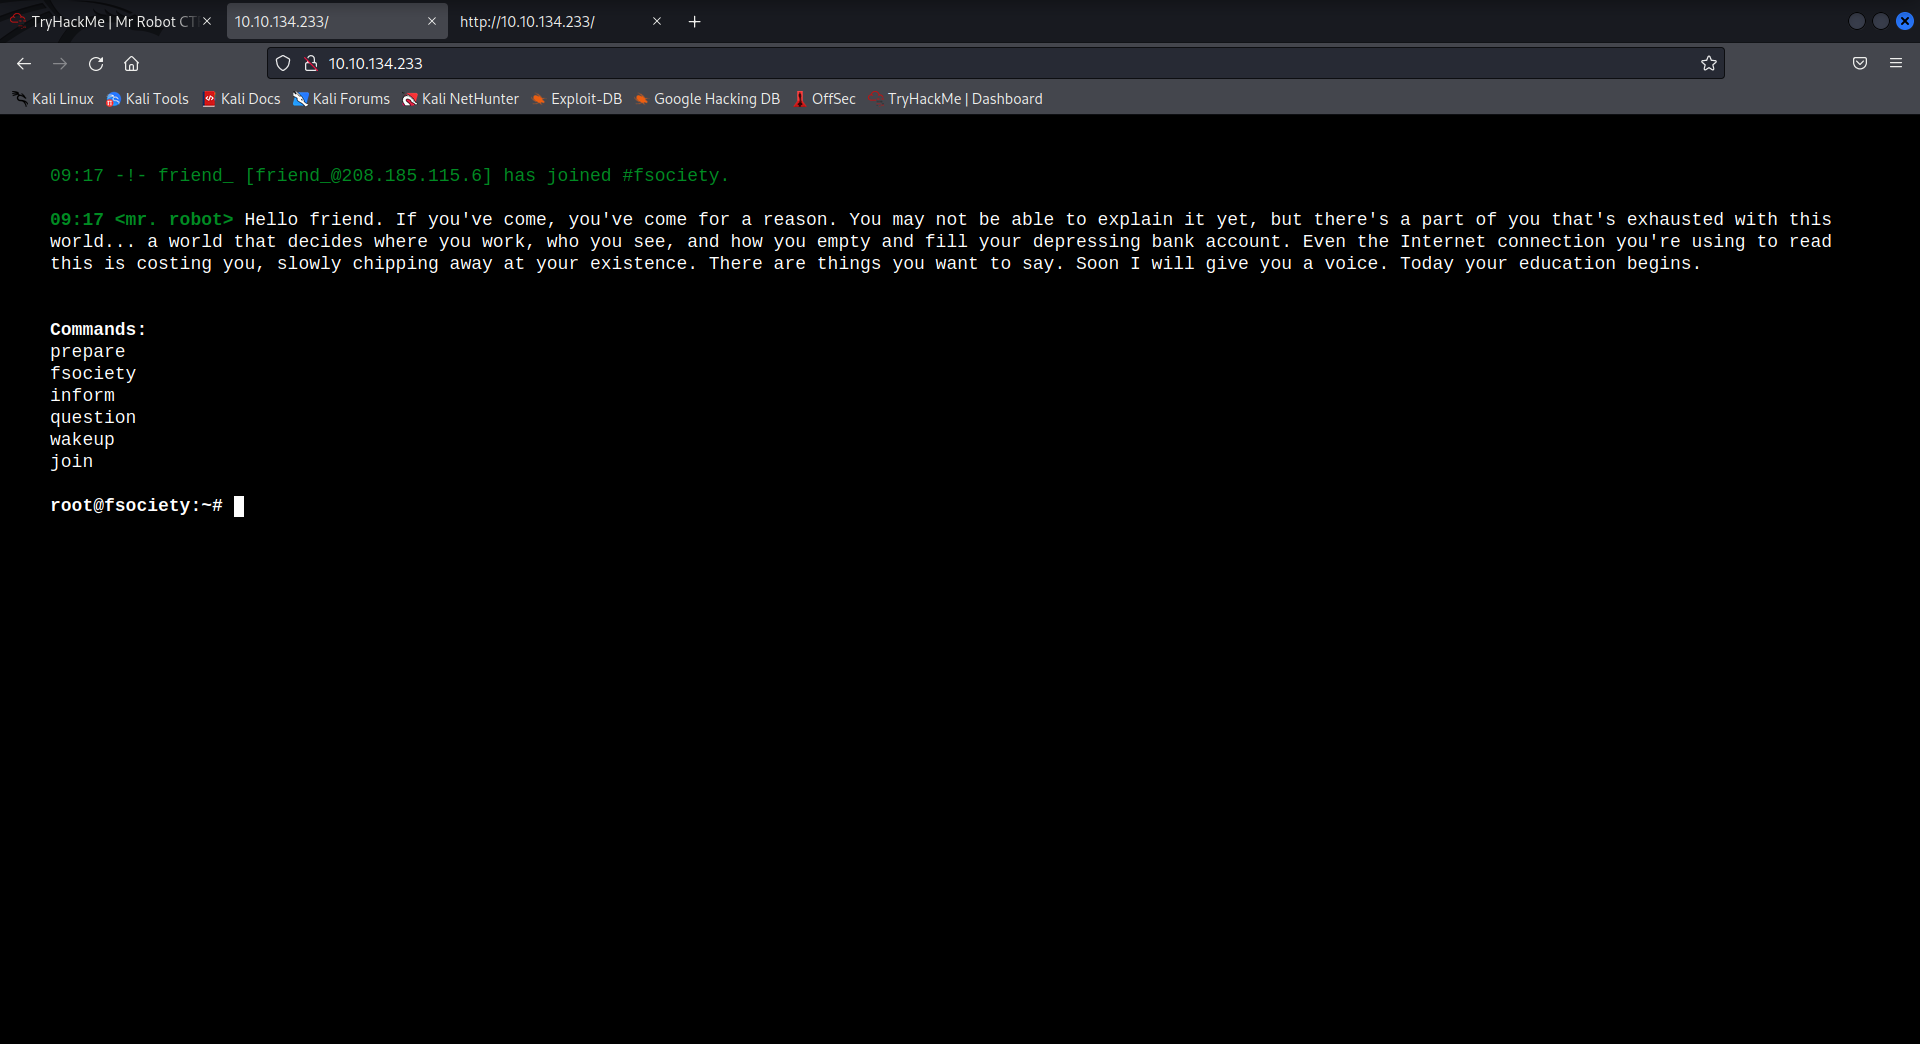 TryHackMe | Mr Robot CT
10.10.134.233/
http://10.10.134.233/
10.10.134.233
Kali Linux
Kali Tools
Kali Docs
Kali Forums
Kali NetHunter
Exploit-DB
Google Hacking DB
OffSec
TryHackMe | Dashboard
09:17 -!- friend_ [friend_@208.185.115.6] has joined #fsociety.
09:17 <mr. robot> Hello friend. If you've come, you've come for a reason. You may not be able to explain it yet, but there's a part of you that's exhausted with this
world... a world that decides where you work, who you see, and how you empty and fill your depressing bank account. Even the Internet connection you're using to read
this is costing you, slowly chipping away at your existence. There are things you want to say. Soon I will give you a voice. Today your education begins.
Commands:
prepare
fsociety
inform
question
wakeup
join
root@fsociety:~#